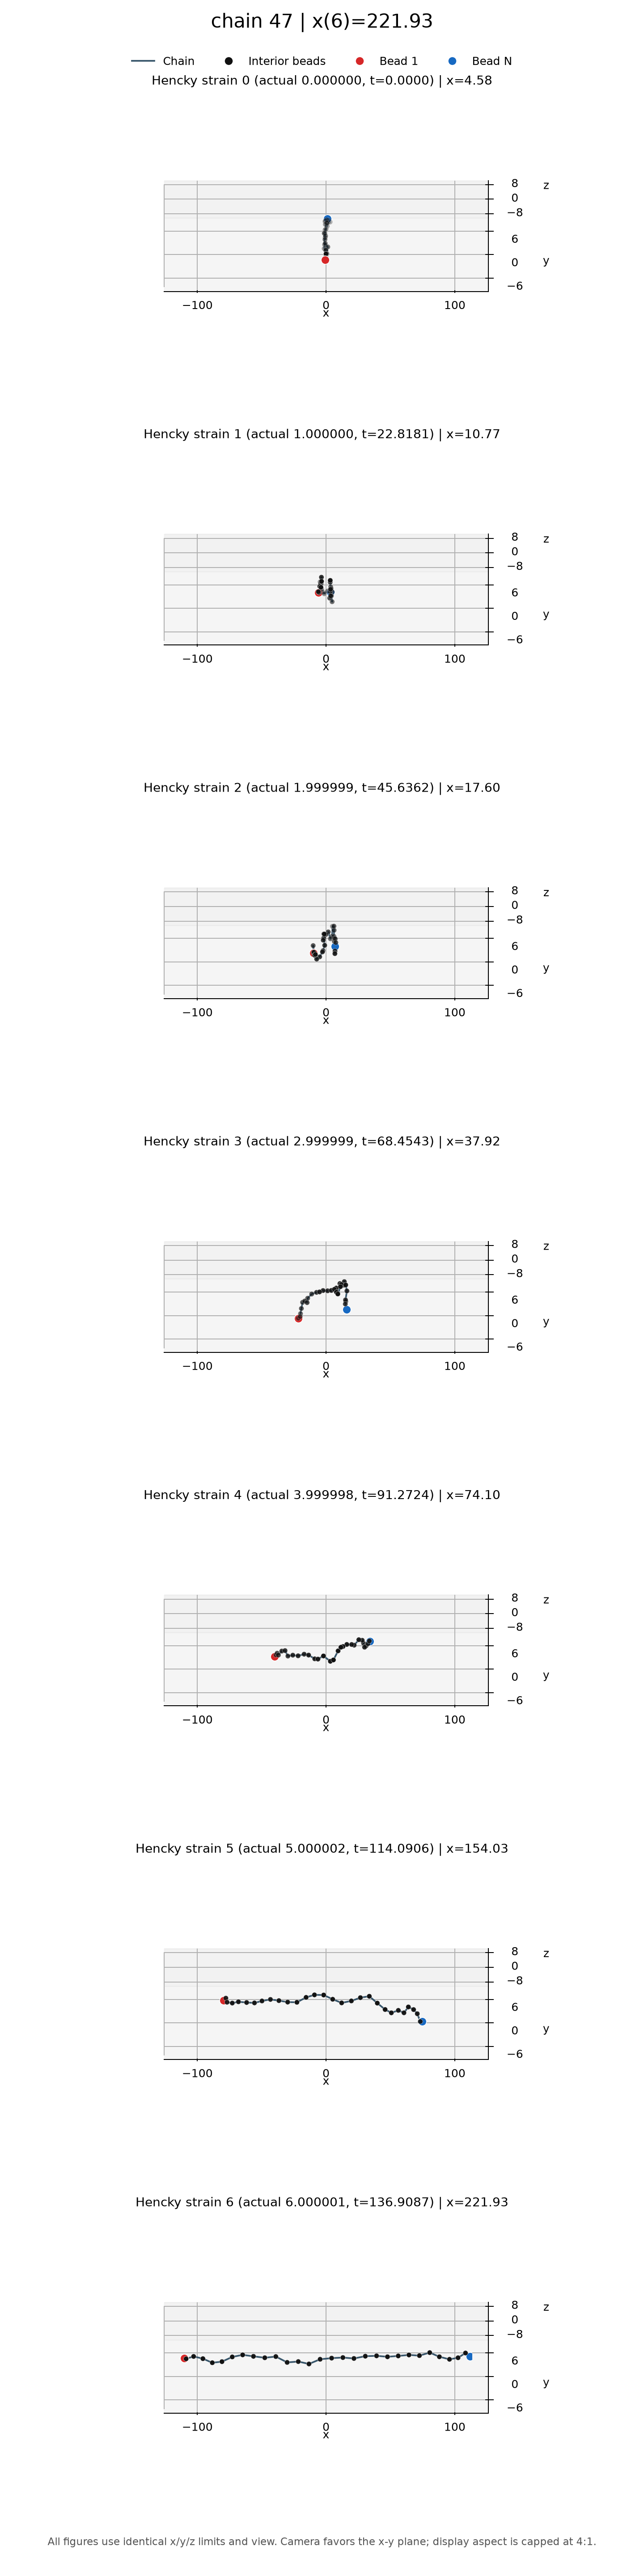 chain 47 | x(6)=221.93
Chain Interior beads Bead 1 Bead N
Hencky strain 0 (actual 0.000000, t=0.0000) | x=4.58
8 z
0
−8
6
0 y
−6
−100 0 100
x
Hencky strain 1 (actual 1.000000, t=22.8181) | x=10.77
8 z
0
−8
6
0 y
−6
−100 0 100
x
Hencky strain 2 (actual 1.999999, t=45.6362) | x=17.60
8 z
0
−8
6
0 y
−6
−100 0 100
x
Hencky strain 3 (actual 2.999999, t=68.4543) | x=37.92
8 z
0
−8
6
0 y
−6
−100 0 100
x
Hencky strain 4 (actual 3.999998, t=91.2724) | x=74.10
8 z
0
−8
6
0 y
−6
−100 0 100
x
Hencky strain 5 (actual 5.000002, t=114.0906) | x=154.03
8 z
0
−8
6
0 y
−6
−100 0 100
x
Hencky strain 6 (actual 6.000001, t=136.9087) | x=221.93
8 z
0
−8
6
0 y
−6
−100 0 100
x
All figures use identical x/y/z limits and view. Camera favors the x-y plane; display aspect is capped at 4:1.